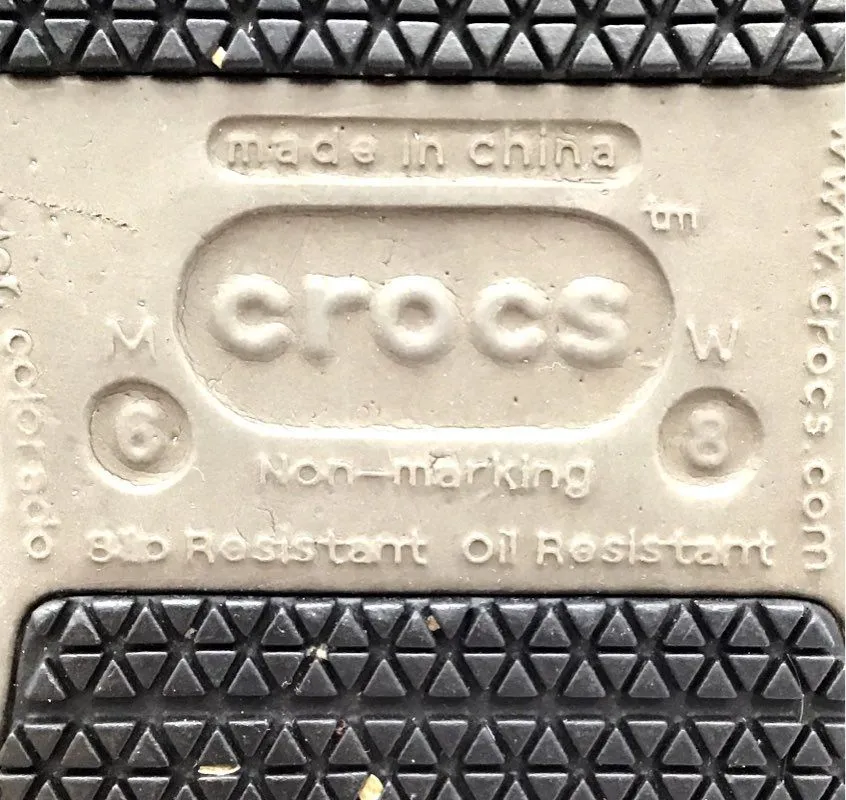 made in china
tm
crocs
M
W
6
8
Non-marking
Slip Resistant Oil Resistant
www.crocs.com
colorado